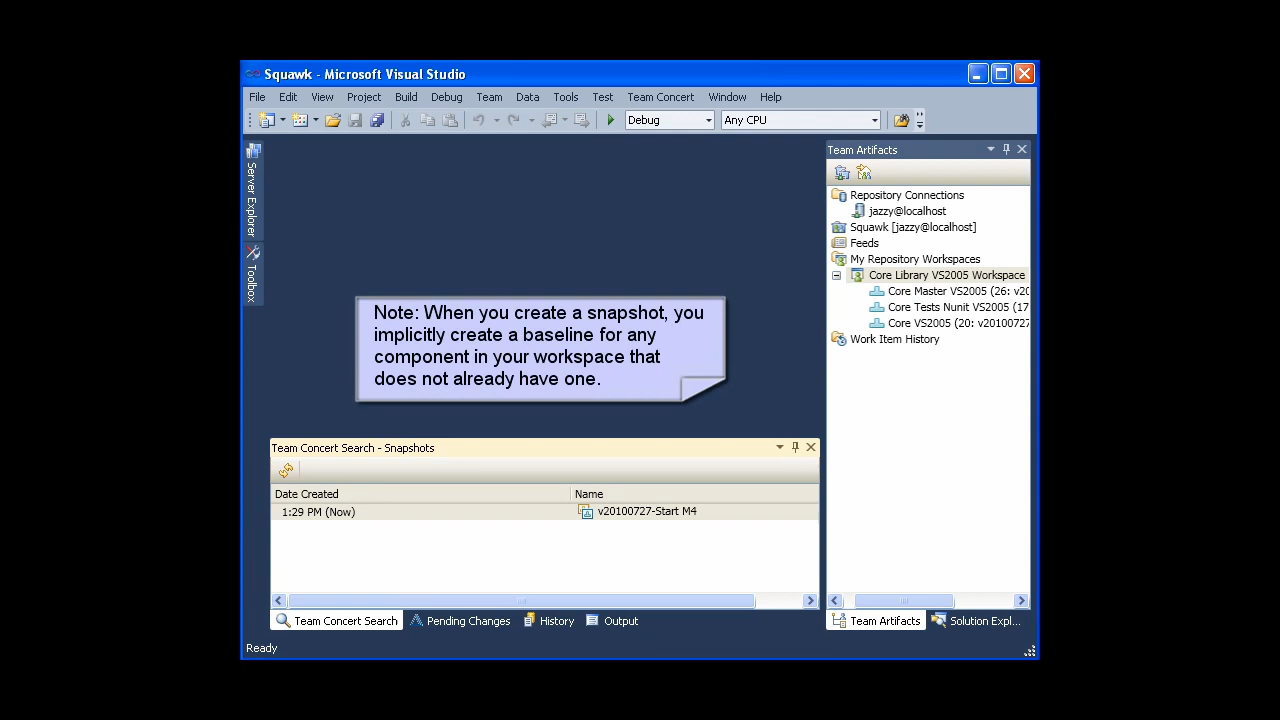 Squawk - Microsoft Visual Studio
File Edit View Project Build Debug Team Data Tools Test Team Concert Window Help
Debug Any CPU
Server Explorer
Toolbox
Team Artifacts
Repository Connections
jazzy@localhost
Squawk [jazzy@localhost]
Feeds
My Repository Workspaces
Core Library VS2005 Workspace
Core Master VS2005 (26: v20
Core Tests Nunit VS2005 (17
Core VS2005 (20: v20100727
Work Item History
Note: When you create a snapshot, you
implicitly create a baseline for any
component in your workspace that
does not already have one.
Team Concert Search - Snapshots
Date Created Name
1:29 PM (Now) v20100727-Start M4
Team Concert Search Pending Changes History Output
Team Artifacts Solution Expl...
Ready